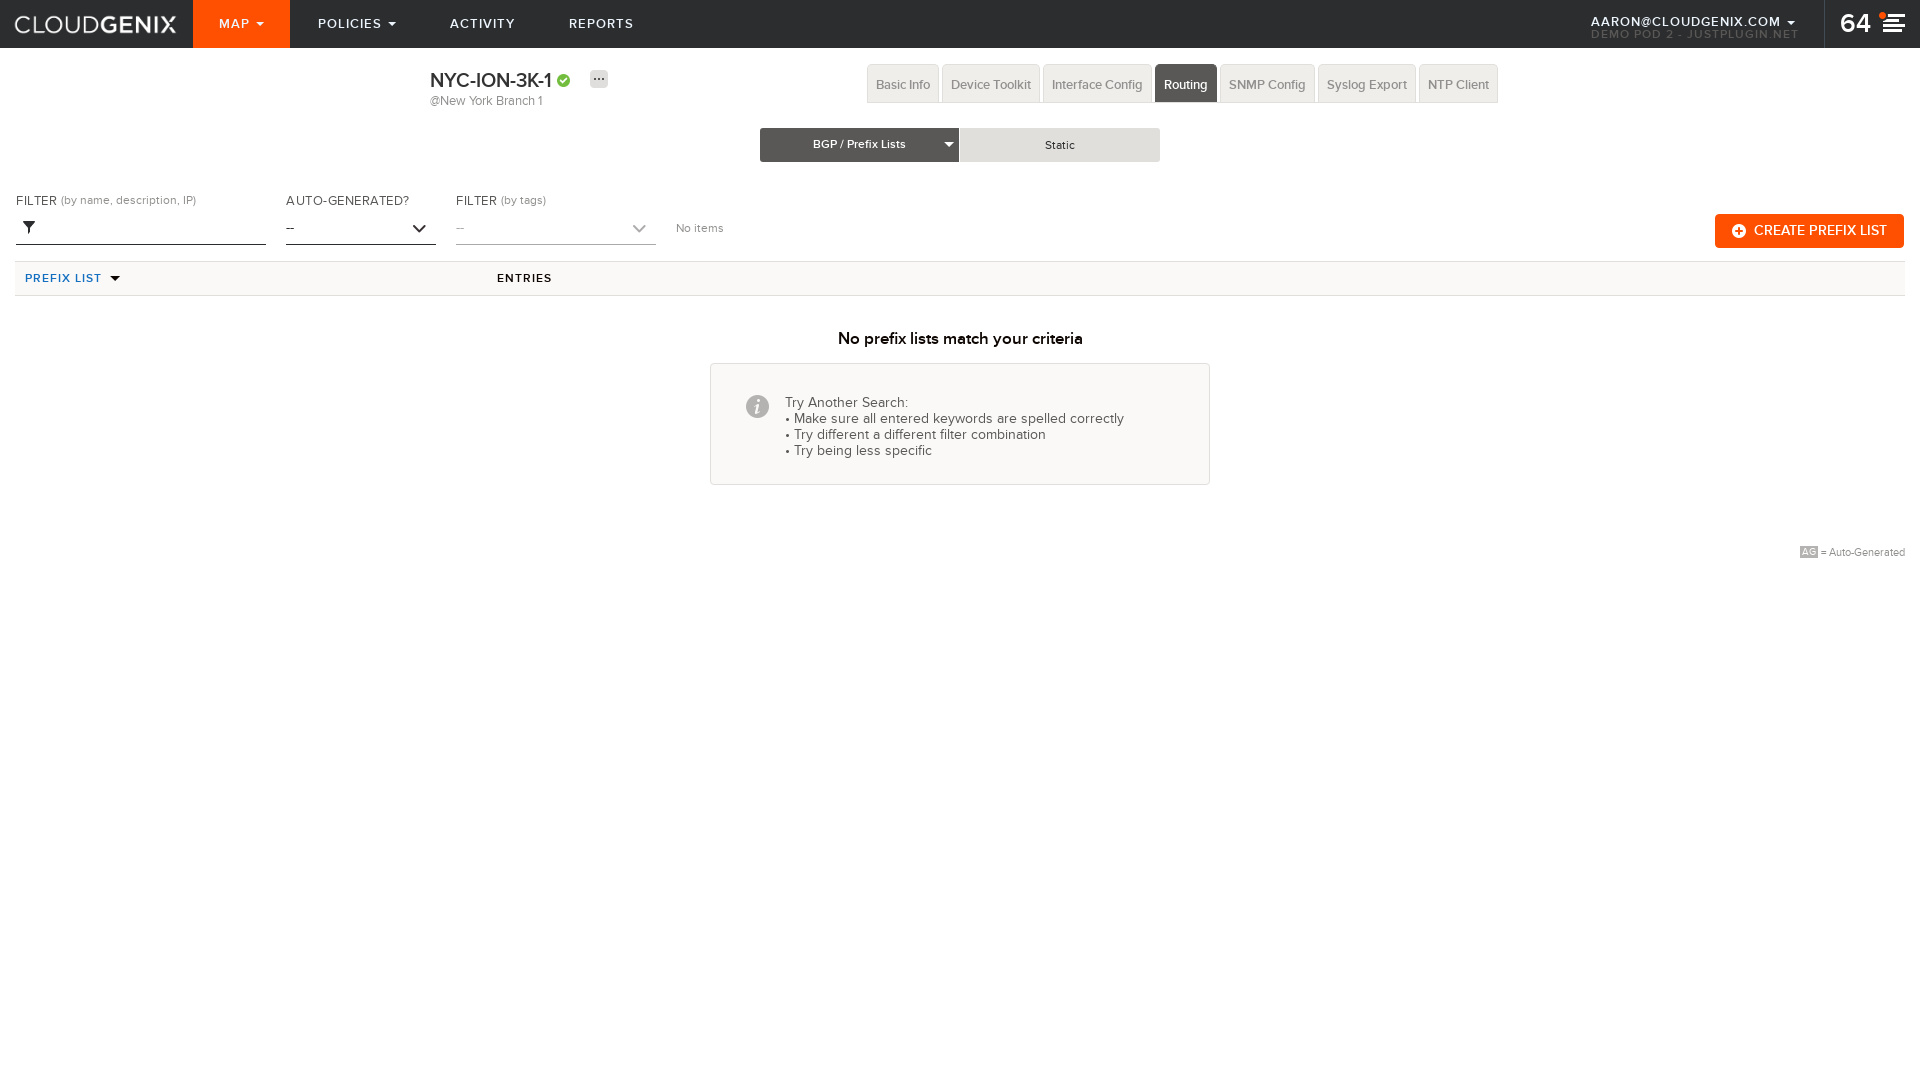 CLOUDGENIX
MAP
POLICIES
ACTIVITY
REPORTS
AARON@CLOUDGENIX.COM
DEMO POD 2 - JUSTPLUGIN.NET
64
NYC-ION-3K-1
@New York Branch 1
Basic Info
Device Toolkit
Interface Config
Routing
SNMP Config
Syslog Export
NTP Client
BGP / Prefix Lists
Static
FILTER (by name, description, IP)
AUTO-GENERATED?
--
FILTER (by tags)
--
No items
CREATE PREFIX LIST
PREFIX LIST
ENTRIES
No prefix lists match your criteria
Try Another Search:
• Make sure all entered keywords are spelled correctly
• Try different a different filter combination
• Try being less specific
AG = Auto-Generated